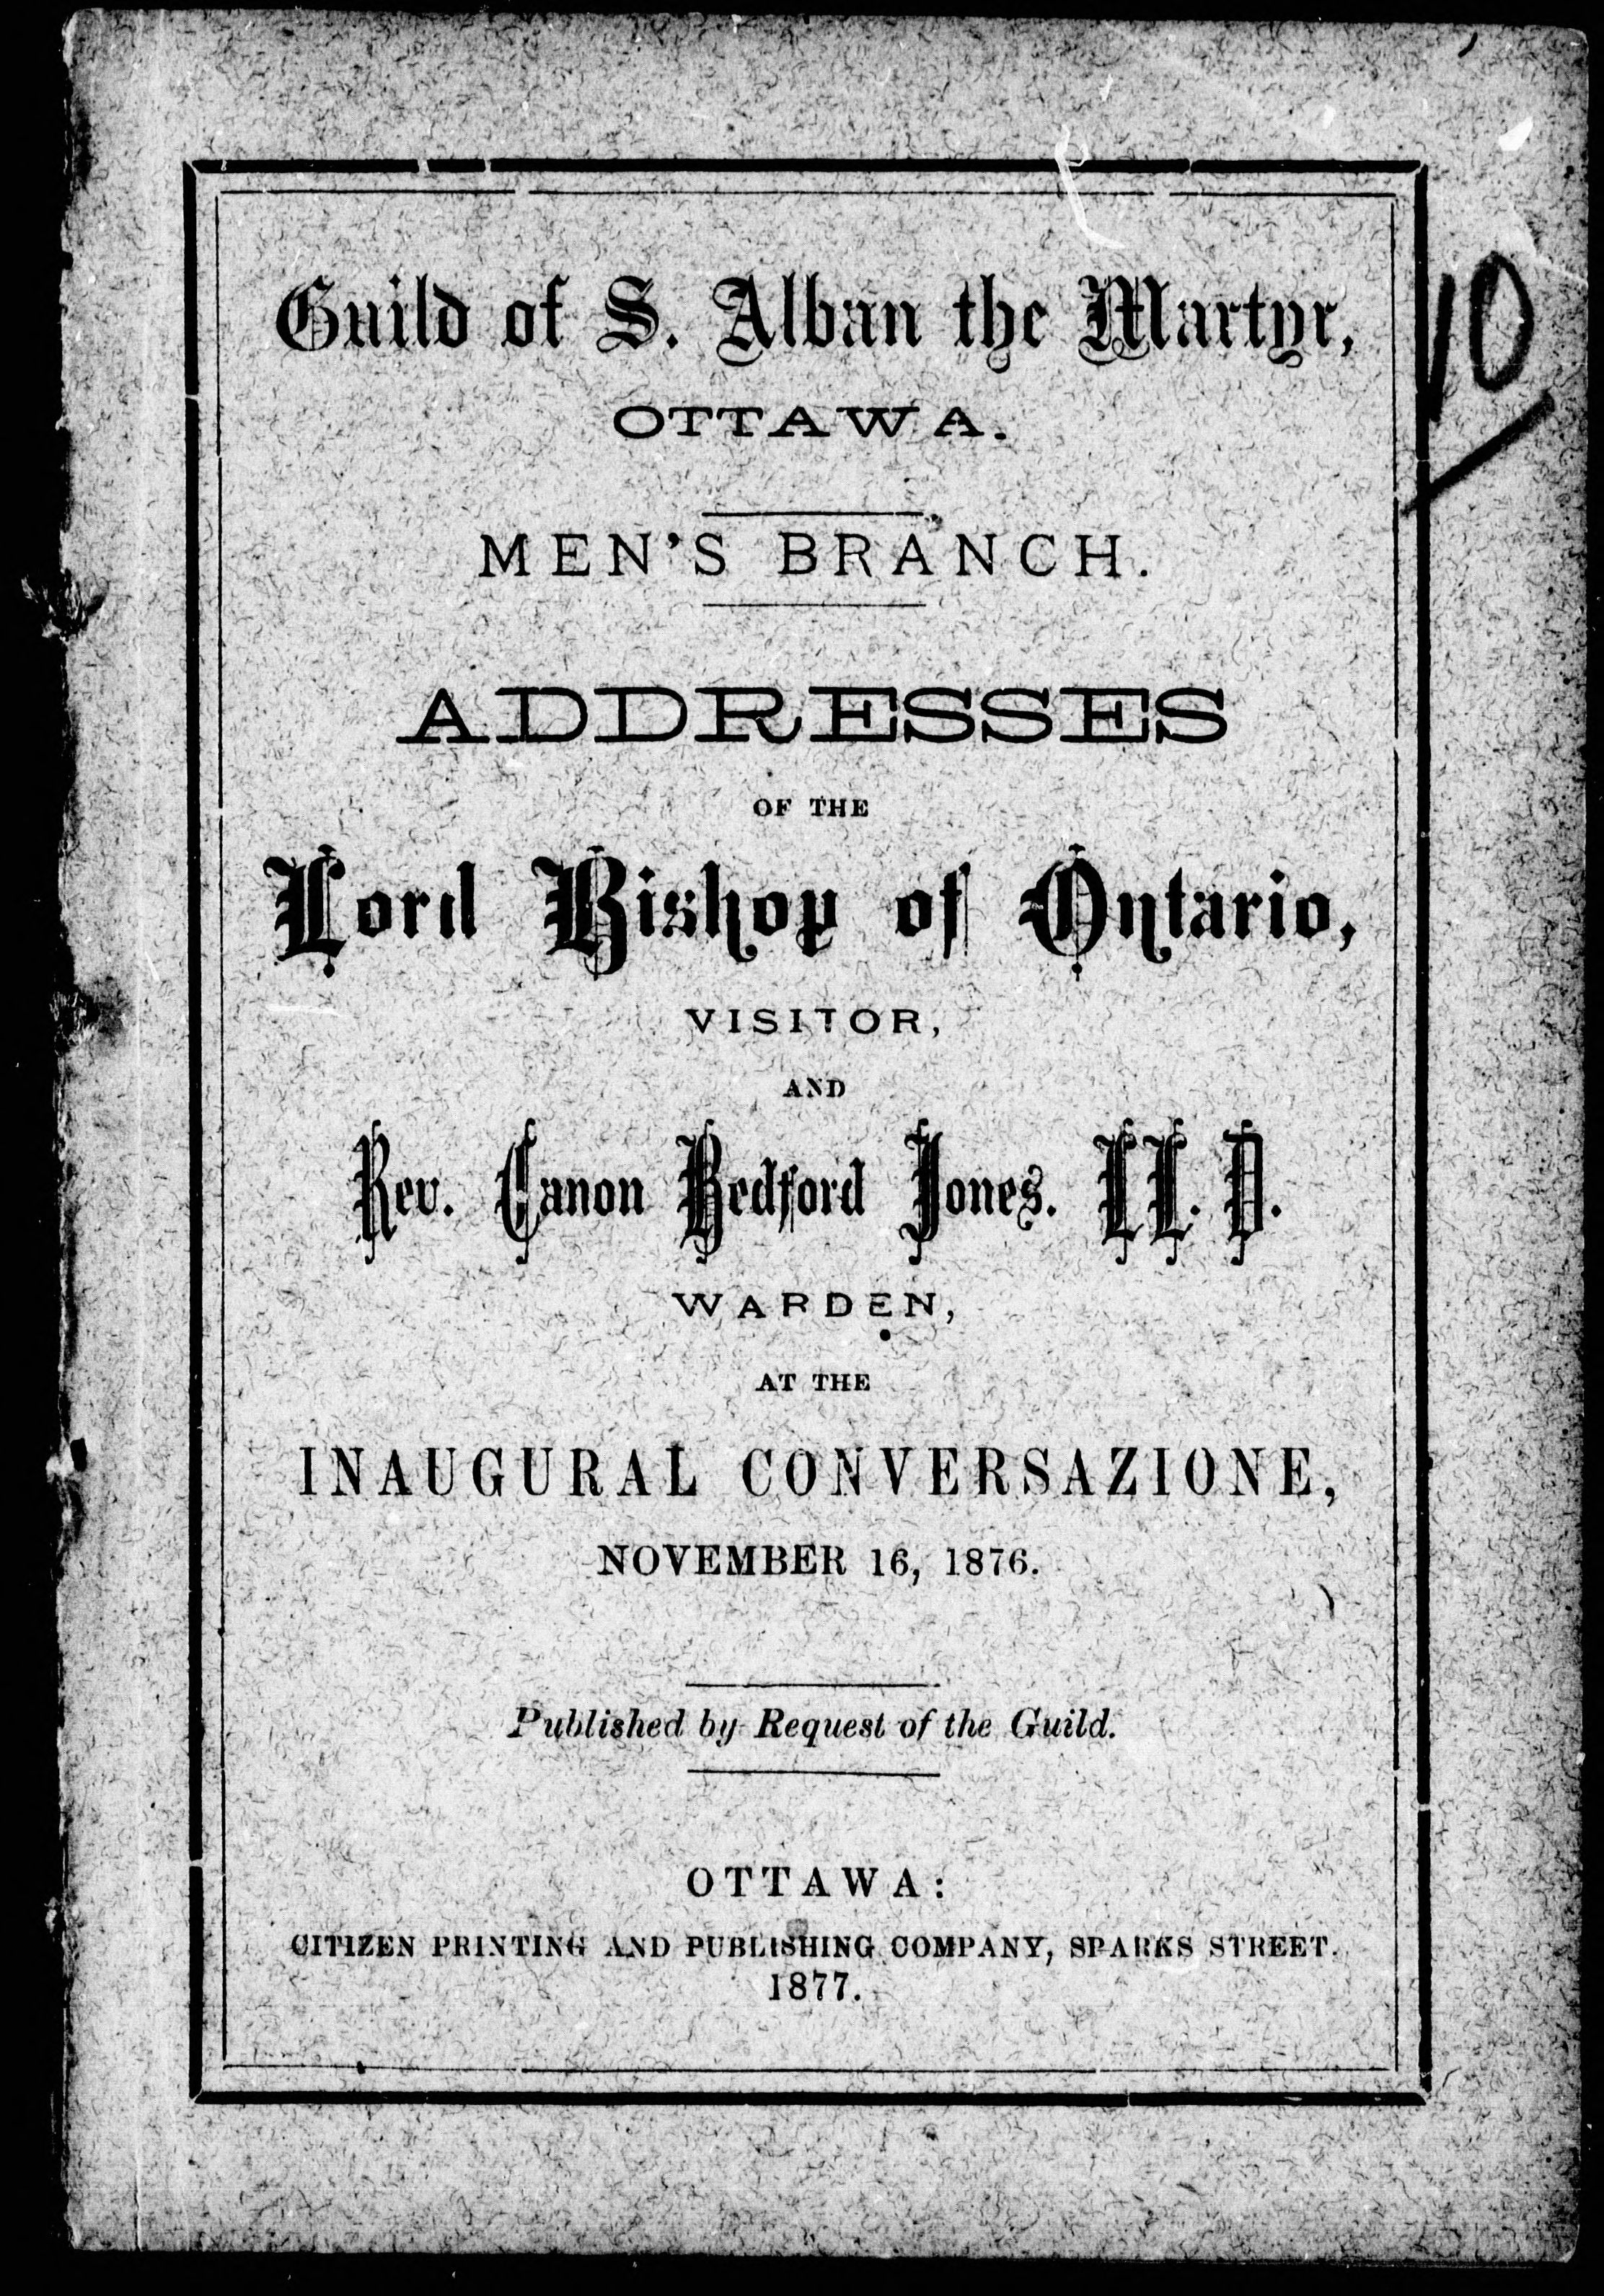 Guild of S. Alban the Martyr,
OTTAWA.
MEN'S BRANCH.
ADDRESSES
OF THE
Lord Bishop of Ontario,
VISITOR,
AND
Rev. Canon Bedford Jones. LL. D.
WARDEN,
AT THE
INAUGURAL CONVERSAZIONE,
NOVEMBER 16, 1876.
Published by Request of the Guild.
OTTAWA:
CITIZEN PRINTING AND PUBLISHING COMPANY, SPARKS STREET.
1877.
10